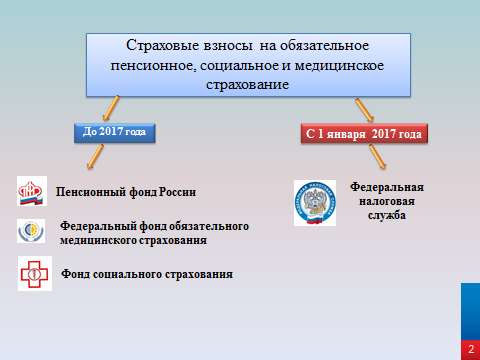 Страховые взносы на обязательное
пенсионное, социальное и медицинское
страхование
До 2017 года
С 1 января 2017 года
Пенсионный фонд России
Федеральный фонд обязательного
медицинского страхования
Фонд социального страхования
Федеральная
налоговая
служба
2